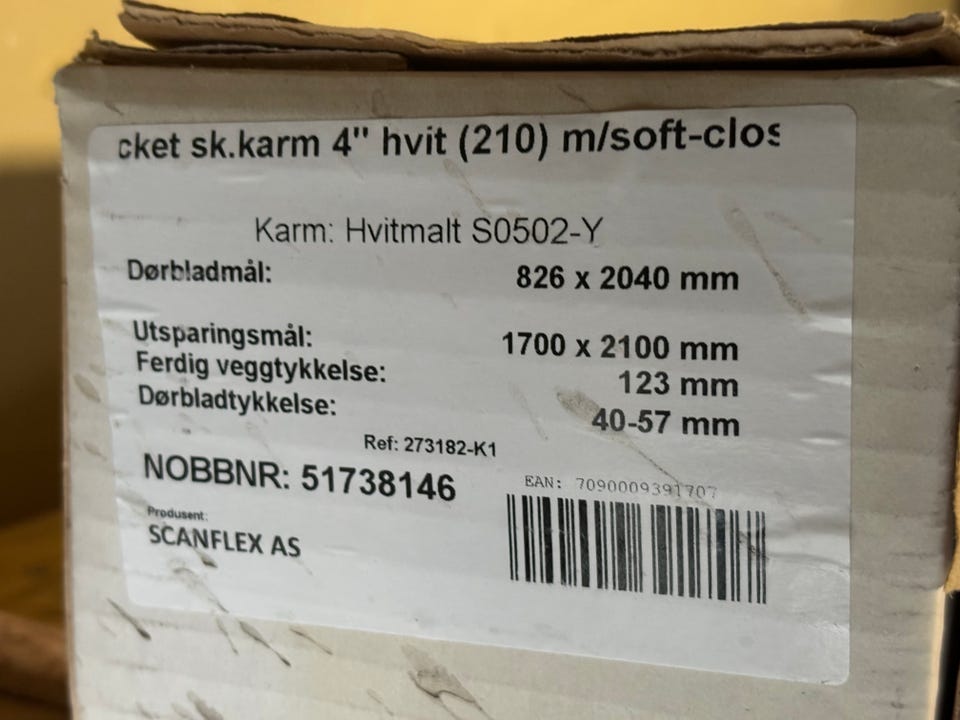 cket sk.karm 4" hvit (210) m/soft-clos
Karm: Hvitmalt S0502-Y
Dørbladmål: 826 x 2040 mm
Utsparingsmål: 1700 x 2100 mm
Ferdig veggtykkelse: 123 mm
Dørbladtykkelse: 40-57 mm
Ref: 273182-K1
NOBBNR: 51738146
EAN: 7090009391707
Produsent:
SCANFLEX AS